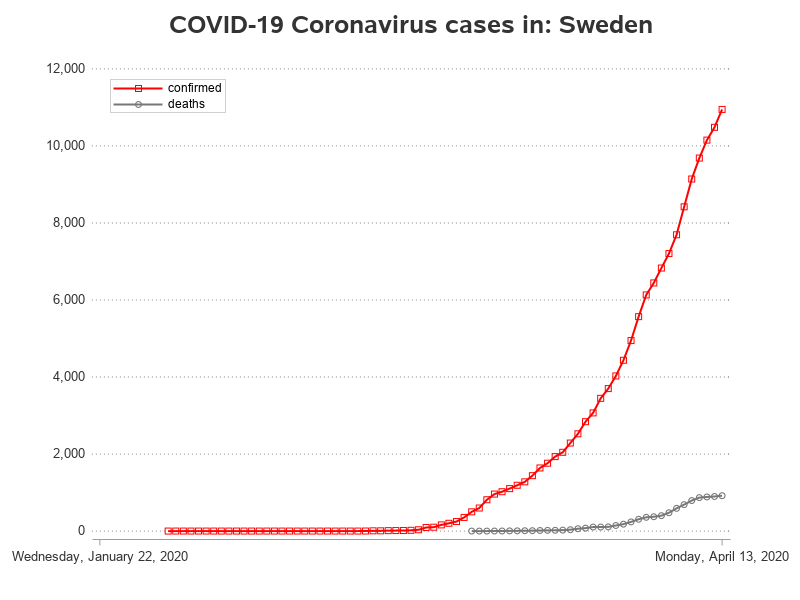 COVID-19 Coronavirus cases in: Sweden
12,000
confirmed
deaths
10,000
8,000
6,000
4,000
2,000
0
Wednesday, January 22, 2020
Monday, April 13, 2020